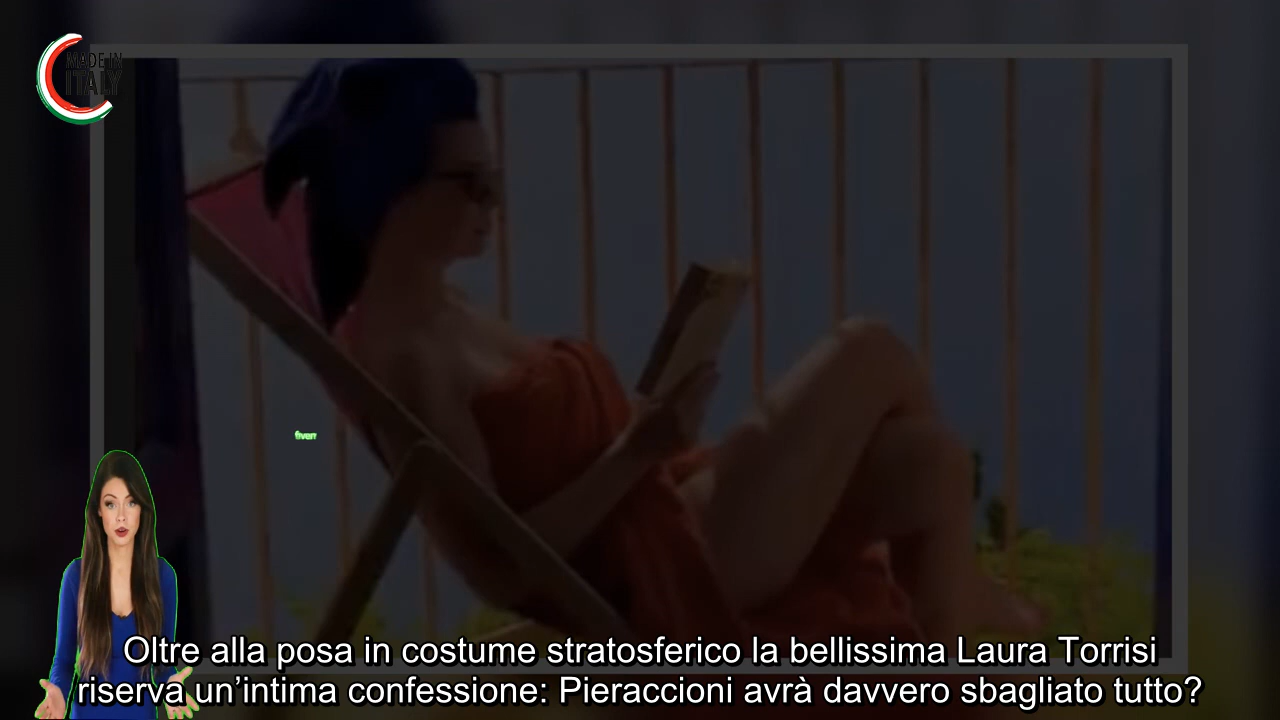 MADE IN
ITALY
fiverr
Oltre alla posa in costume stratosferico la bellissima Laura Torrisi
riserva un’intima confessione: Pieraccioni avrà davvero sbagliato tutto?